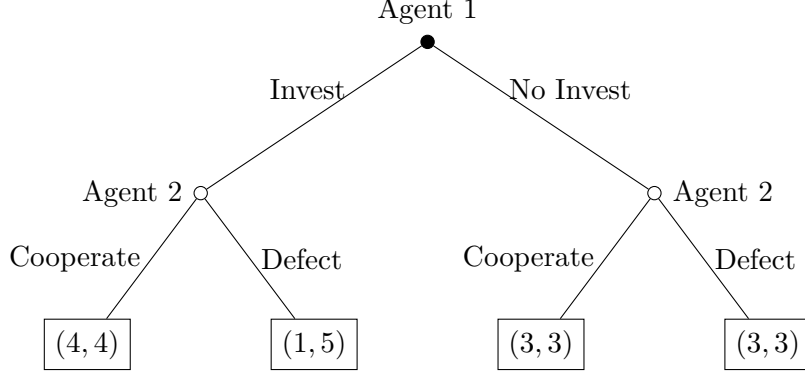 Agent 1
Invest
No Invest
Agent 2
Agent 2
Cooperate
Defect
Cooperate
Defect
(4, 4)
(1, 5)
(3, 3)
(3, 3)